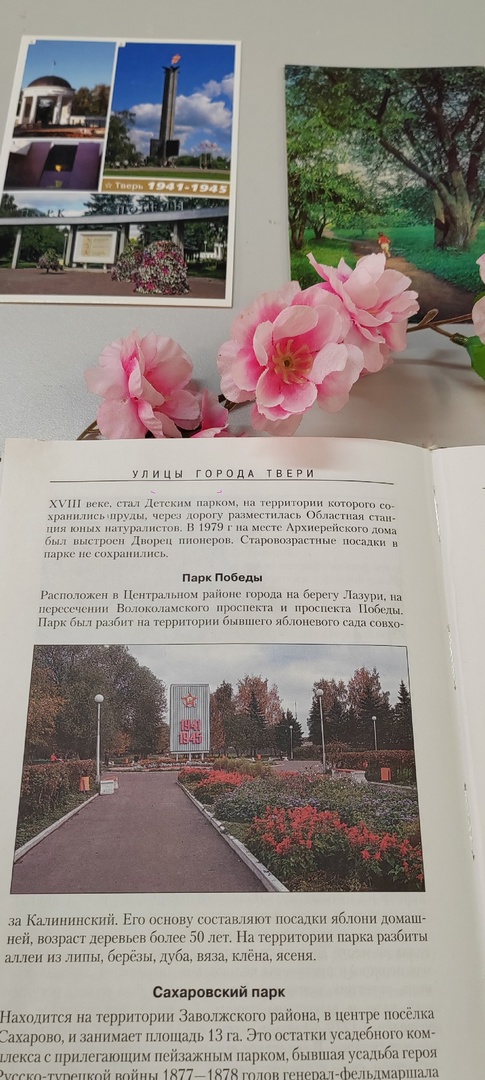 ☆ Тверь 1941-1945
УЛИЦЫ ГОРОДА ТВЕРИ
XVIII веке, стал Детским парком, на территории которого со-
хранились пруды, через дорогу разместилась Областная стан-
ция юных натуралистов. В 1979 г на месте Архиерейского дома
был выстроен Дворец пионеров. Старовозрастные посадки в
парке не сохранились.
Парк Победы
Расположен в Центральном районе города на берегу Лазури, на
пересечении Волоколамского проспекта и проспекта Победы.
Парк был разбит на территории бывшего яблоневого сада совхо-
1941
1945
за Калининский. Его основу составляют посадки яблони домаш-
ней, возраст деревьев более 50 лет. На территории парка разбиты
аллеи из липы, берёзы, дуба, вяза, клёна, ясеня.
Сахаровский парк
Находится на территории Заволжского района, в центре посёлка
Сахарово, и занимает площадь 13 га. Это остатки усадебного ком-
плекса с прилегающим пейзажным парком, бывшая усадьба героя
Русско-турецкой войны 1877—1878 годов генерал-фельдмаршала